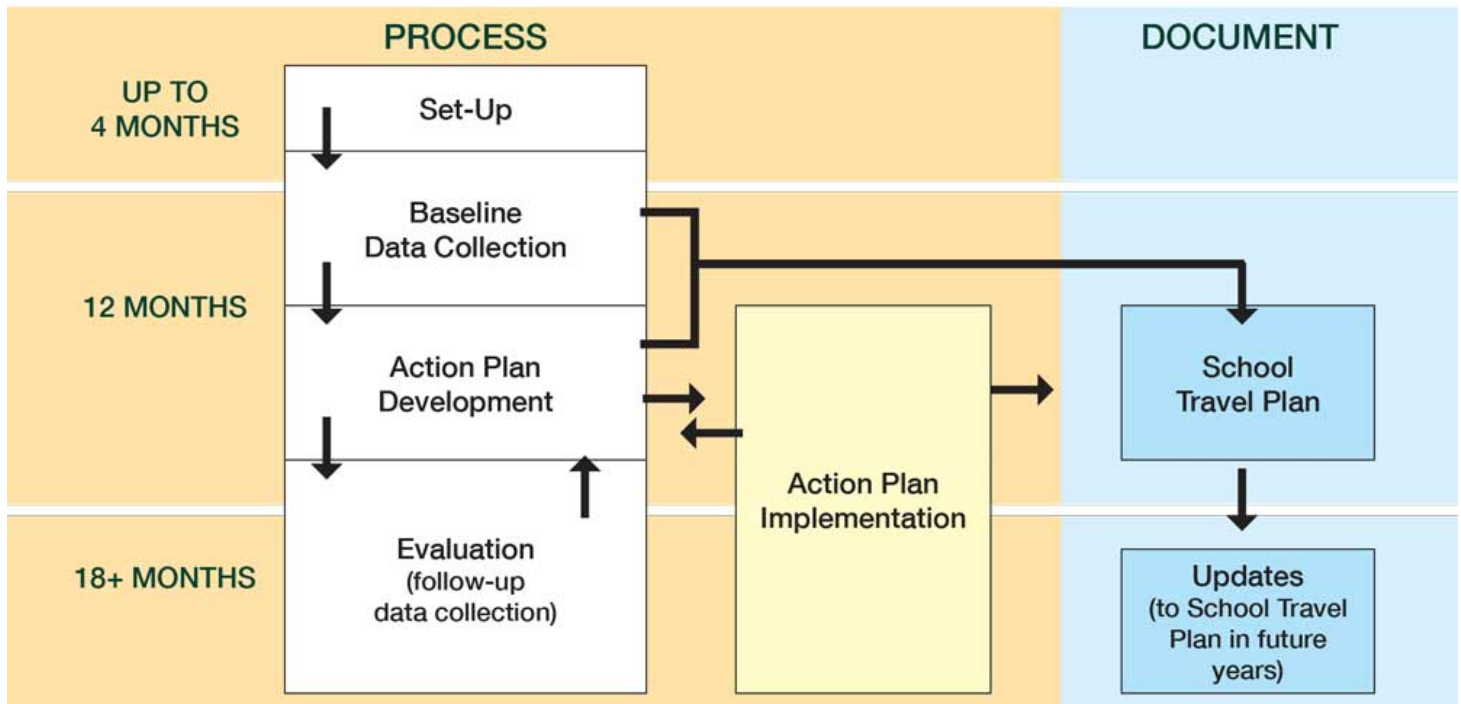 PROCESS
DOCUMENT
UP TO
4 MONTHS
Set-Up
Baseline
Data Collection
12 MONTHS
Action Plan
Development
School
Travel Plan
Action Plan
Implementation
18+ MONTHS
Evaluation
(follow-up
data collection)
Updates
(to School Travel
Plan in future
years)